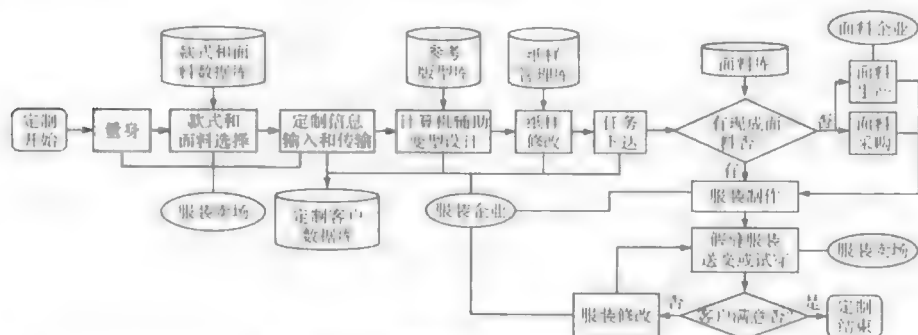 款式和面
料数据库
参考
版型库
纸样
管理库
面料库
面料企业
面料
生产
定制
开始
量身
款式和
面料选择
定制信息
输入和传输
计算机辅助
变型设计
纸样
修改
任务
下达
有现成面
料否
否
面料
采购
有
服装卖场
定制客户
数据库
服装企业
服装制作
服装送
送交或试穿
服装卖场
服装修改
否
客户满意否
是
定制
结束